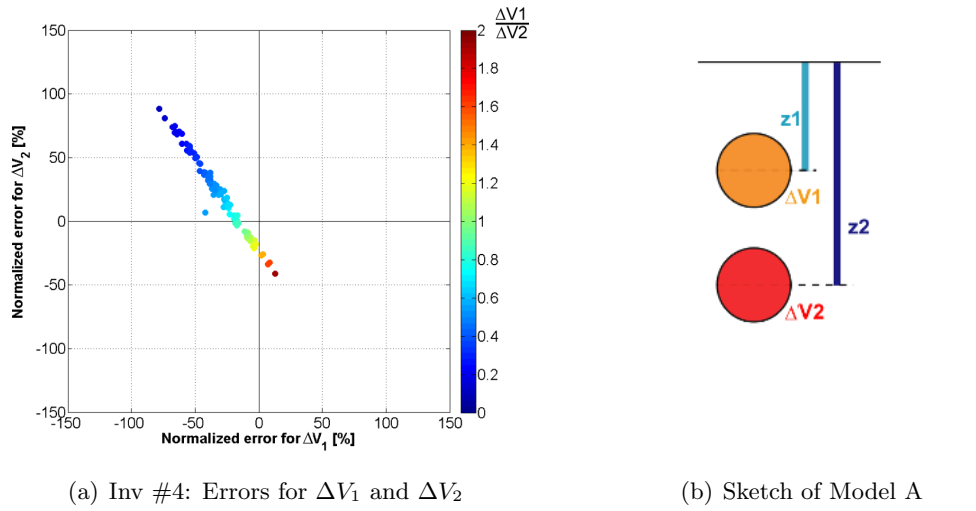 150
100
50
0
-50
-100
-150
-150
-100
-50
0
50
100
150
Normalized error for ΔV2 [%]
Normalized error for ΔV1 [%]
ΔV1
ΔV2
2
1.8
1.6
1.4
1.2
1
0.8
0.6
0.4
0.2
0
z1
ΔV1
z2
ΔV2
(a) Inv #4: Errors for ΔV1 and ΔV2
(b) Sketch of Model A